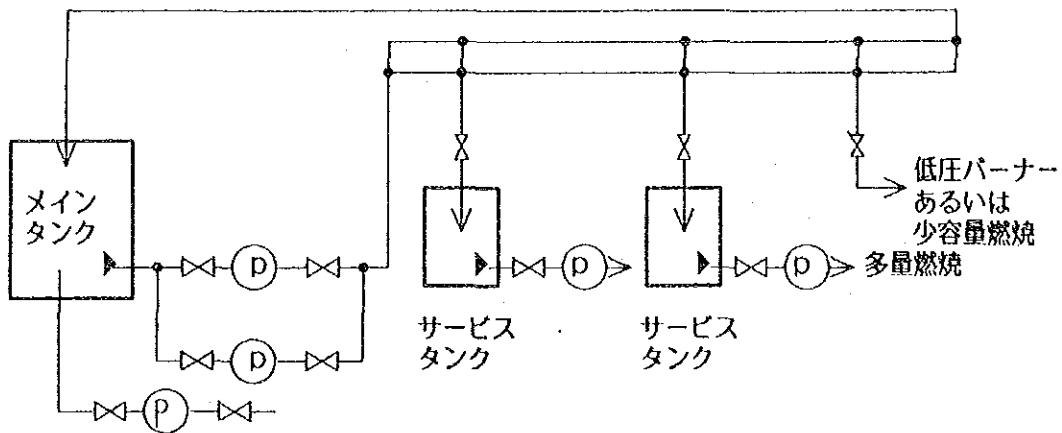 メイン
タンク
p
p
p
サービス
タンク
p
サービス
タンク
p
低圧バーナー
あるいは
少容量燃焼
多量燃焼